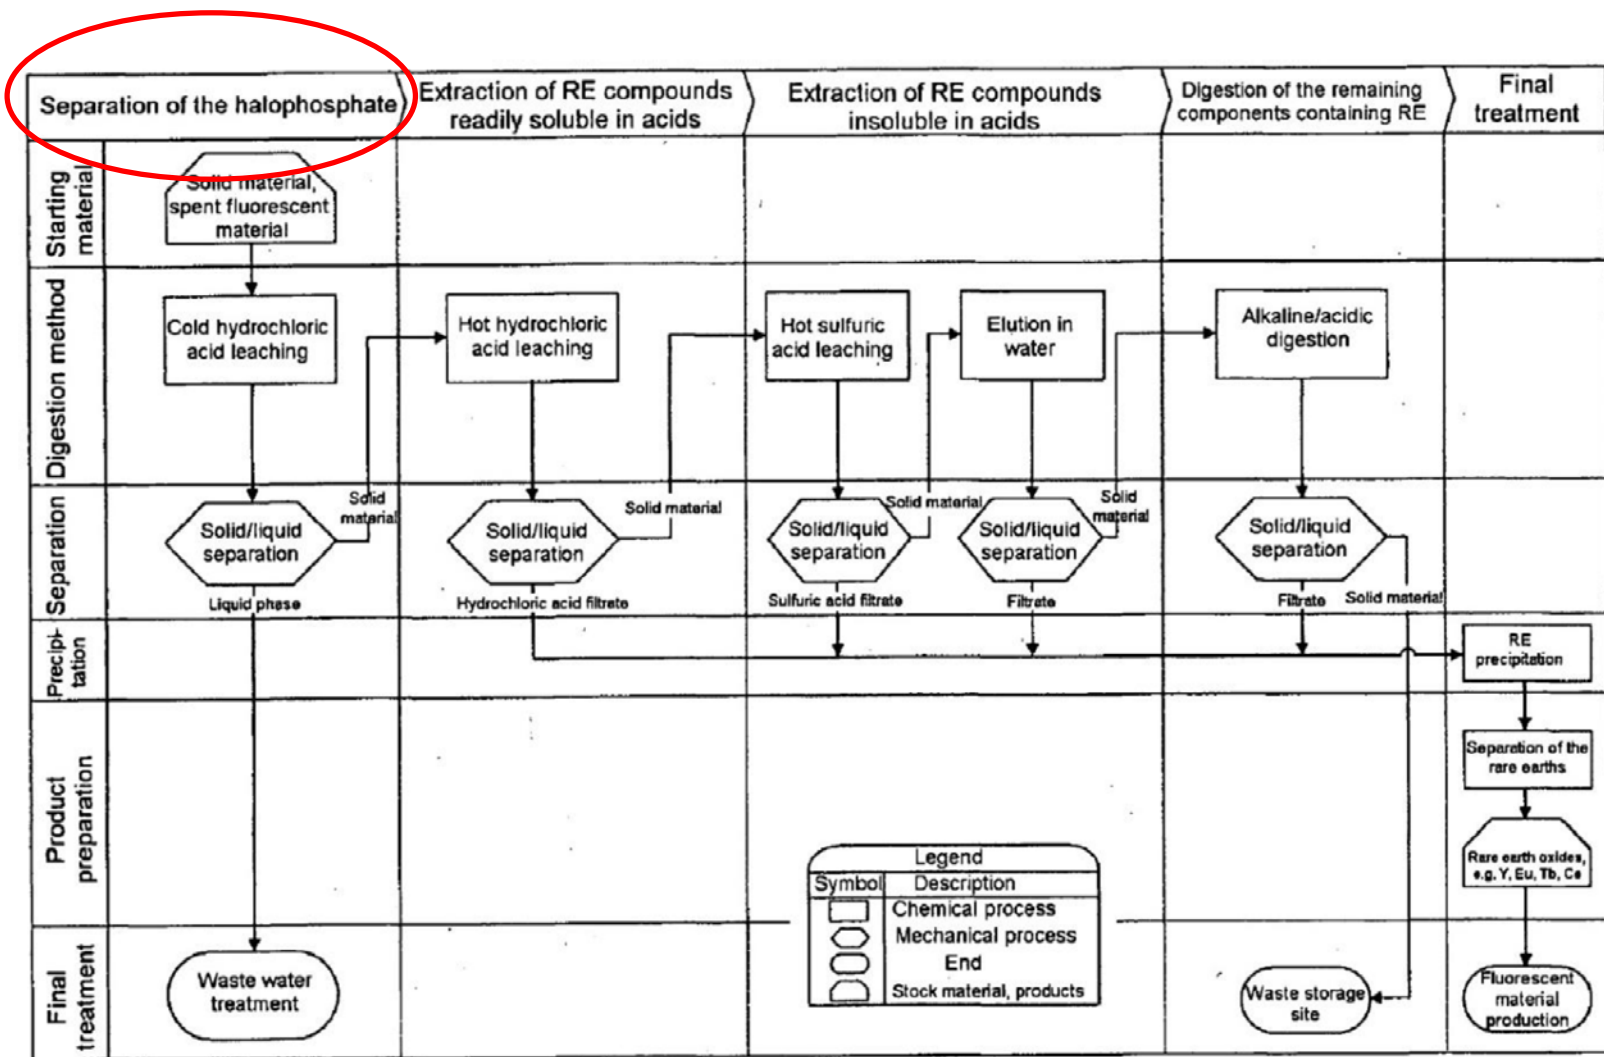 Separation of the halophosphate
Extraction of RE compounds
readily soluble in acids
Extraction of RE compounds
insoluble in acids
Digestion of the remaining
components containing RE
Final
treatment
Starting
material
Solid material,
spent fluorescent
material
Digestion method
Cold hydrochloric
acid leaching
Hot hydrochloric
acid leaching
Hot sulfuric
acid leaching
Elution in
water
Alkaline/acidic
digestion
Separation
Solid/liquid
separation
Solid
material
Solid/liquid
separation
Solid material
Solid/liquid
separation
Solid material
Solid/liquid
separation
Solid
material
Solid/liquid
separation
Solid material
Liquid phase
Hydrochloric acid filtrate
Sulfuric acid filtrate
Filtrate
Filtrate
Precipi-
tation
RE
precipitation
Product
preparation
Separation of the
rare earths
Rare earth oxides,
e.g. Y, Eu, Tb, Ce
Legend
Symbol Description
Chemical process
Mechanical process
End
Stock material, products
Final
treatment
Waste water
treatment
Waste storage
site
Fluorescent
material
production